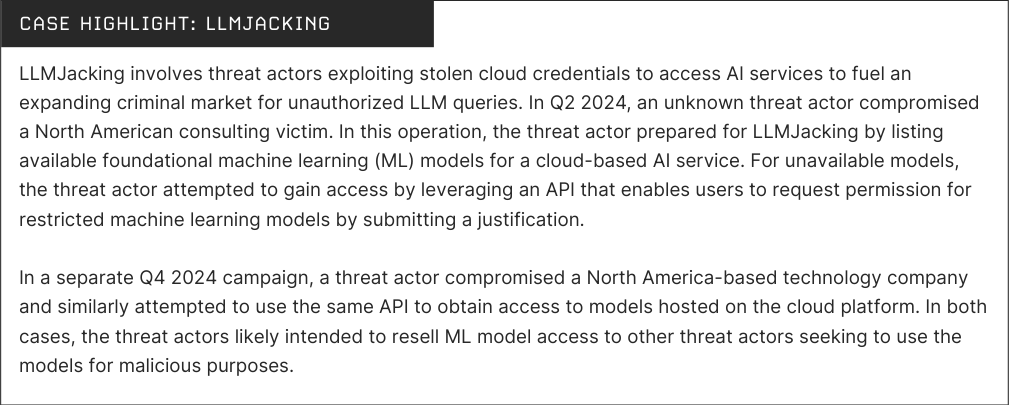 CASE HIGHLIGHT: LLMJACKING
LLMJacking involves threat actors exploiting stolen cloud credentials to access AI services to fuel an
expanding criminal market for unauthorized LLM queries. In Q2 2024, an unknown threat actor compromised
a North American consulting victim. In this operation, the threat actor prepared for LLMJacking by listing
available foundational machine learning (ML) models for a cloud-based AI service. For unavailable models,
the threat actor attempted to gain access by leveraging an API that enables users to request permission for
restricted machine learning models by submitting a justification.
In a separate Q4 2024 campaign, a threat actor compromised a North America-based technology company
and similarly attempted to use the same API to obtain access to models hosted on the cloud platform. In both
cases, the threat actors likely intended to resell ML model access to other threat actors seeking to use the
models for malicious purposes.